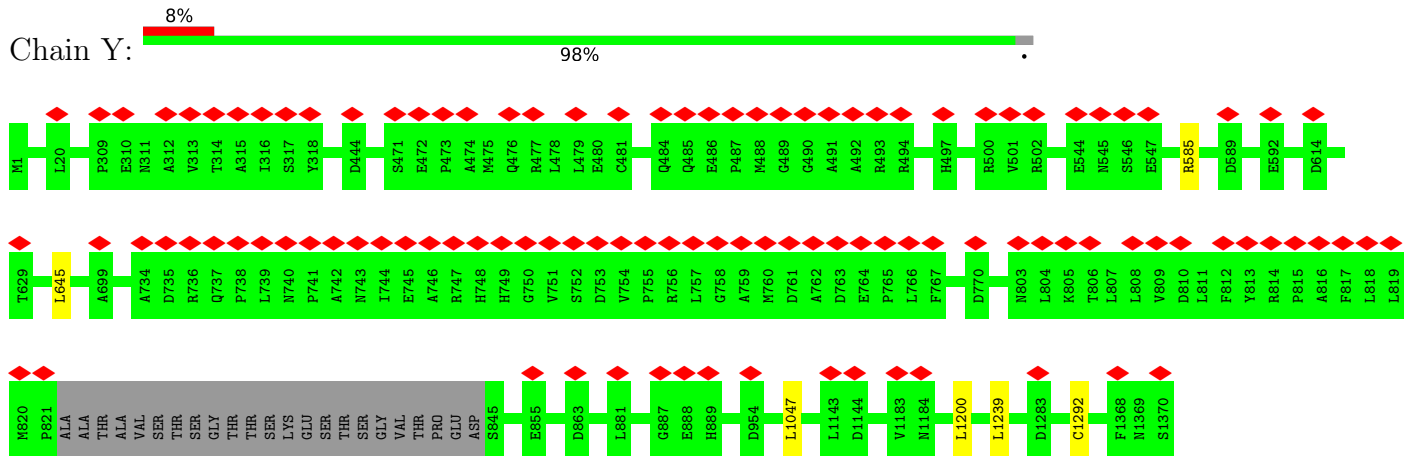 8%
Chain Y:
98%
.
M1 L20 P309 E310 N311 A312 V313 T314 A315 I316 S317 Y318 D444 S471 E472 P473 A474 M475 Q476 R477 L478 L479 E480 C481 Q484 Q485 E486 P487 M488 G489 G490 A491 A492 R493 R494 H497 R500 V501 R502 E544 N545 S546 E547 R585 D589 E592 D614
T629 L645 A699 A734 D735 R736 Q737 P738 L739 N740 P741 A742 N743 I744 E745 A746 R747 H748 H749 G750 V751 S752 D753 V754 P755 R756 L757 G758 A759 M760 D761 A762 D763 E764 P765 L766 F767 D770 N803 L804 K805 T806 L807 L808 V809 D810 L811 F812 Y813 R814 P815 A816 F817 L818 L819
M820 P821 ALA ALA THR ALA VAL SER THR SER GLY THR THR SER LYS GLU SER THR SER GLY VAL THR PRO GLU ASP S845 E855 D863 L881 G887 E888 H889 D954 L1047 L1143 D1144 V1183 N1184 L1200 L1239 D1283 C1292 F1368 N1369 S1370